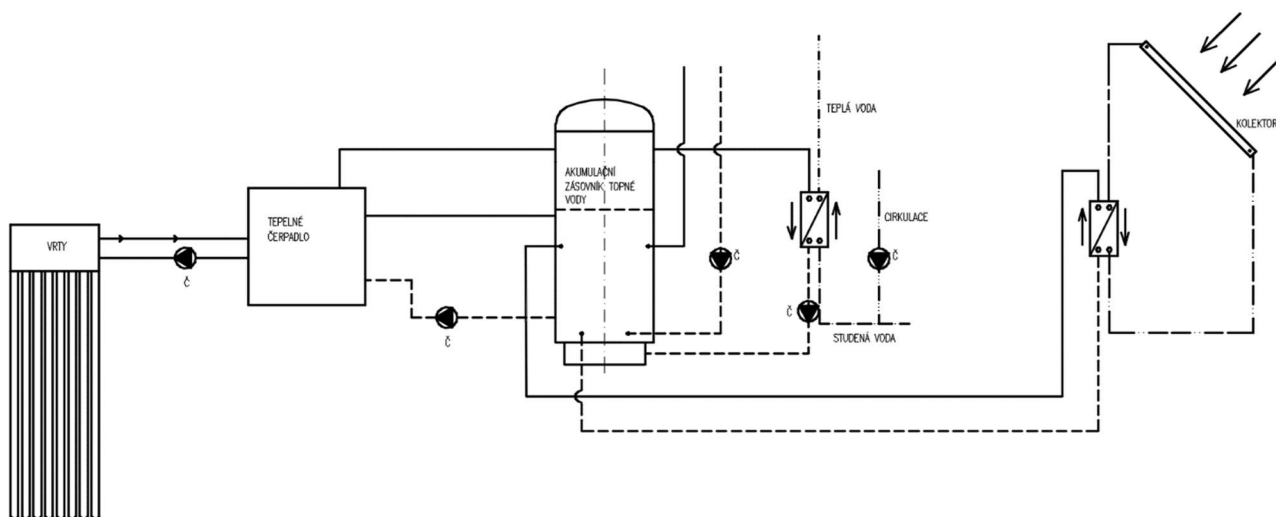 VRTY
Č
TEPELNÉ
ČERPADLO
Č
AKUMULAČNÍ
ZÁSOVNÍK TOPNÉ
VODY
Č
TEPLÁ VODA
Č
CIRKULACE
Č
STUDENÁ VODA
KOLEKTOR